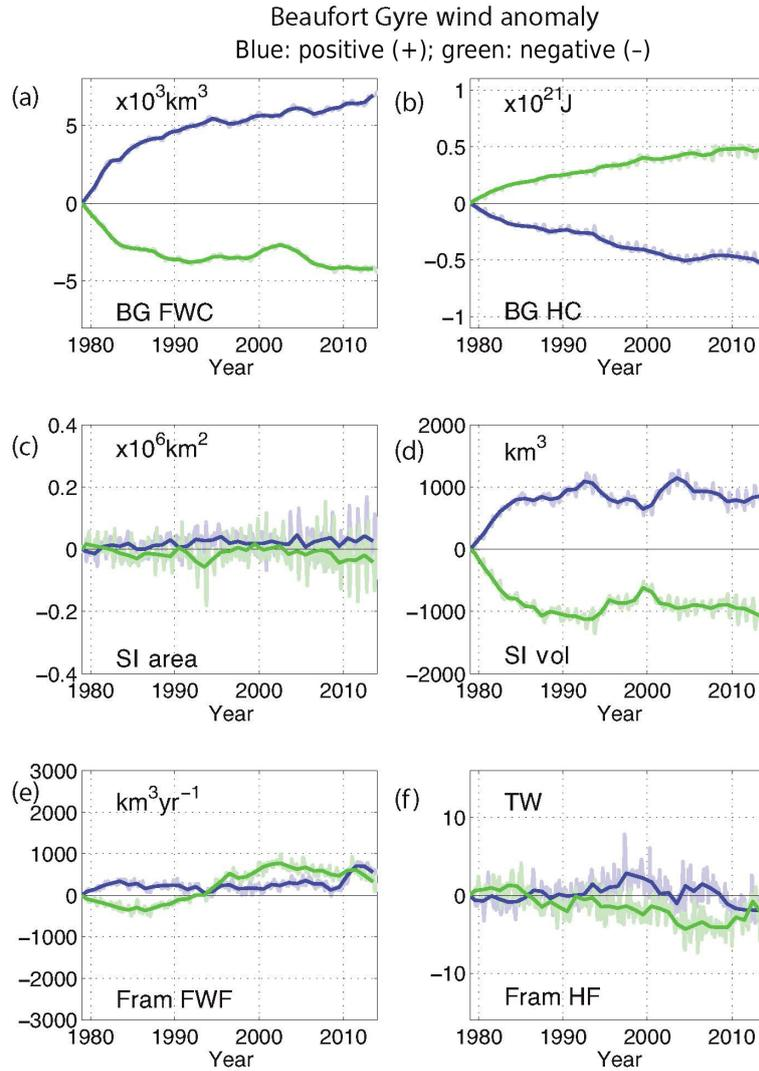 Beaufort Gyre wind anomaly
Blue: positive (+); green: negative (–)
(a)
x10³km³
5
0
−5
BG FWC
1980 1990 2000 2010
Year
(b)
x10²¹J
1
0.5
0
−0.5
−1
BG HC
1980 1990 2000 2010
Year
(c)
x10⁶km²
0.4
0.2
0
−0.2
−0.4
SI area
1980 1990 2000 2010
Year
(d)
km³
2000
1000
0
−1000
−2000
SI vol
1980 1990 2000 2010
Year
(e)
km³yr⁻¹
3000
2000
1000
0
−1000
−2000
−3000
Fram FWF
1980 1990 2000 2010
Year
(f)
TW
10
0
−10
Fram HF
1980 1990 2000 2010
Year